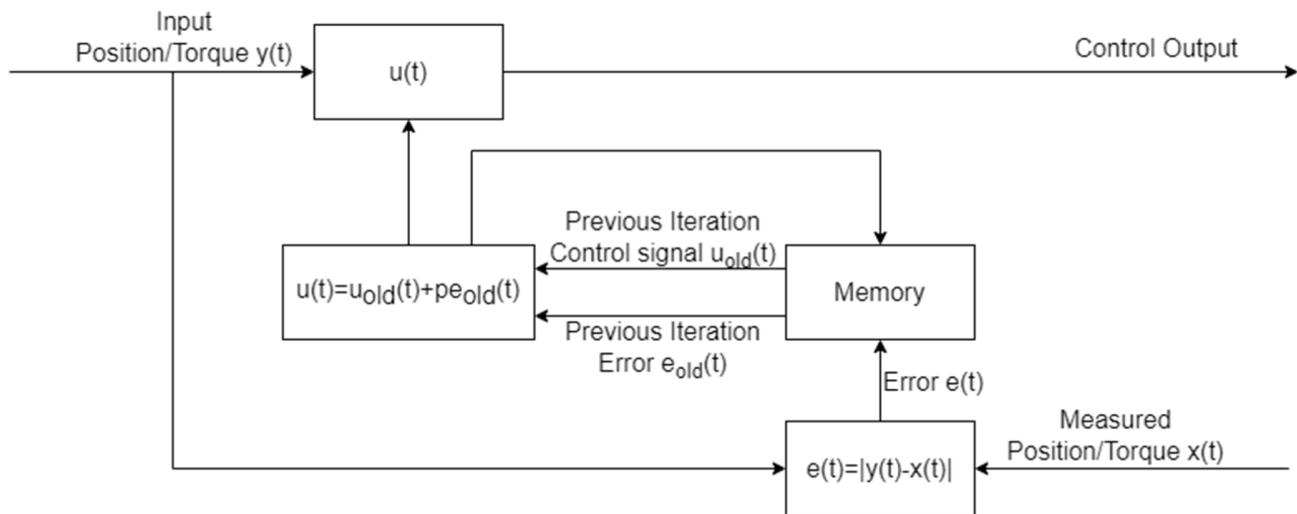 Input
Position/Torque y(t)
u(t)
Control Output
Previous Iteration
Control signal uold(t)
u(t)=uold(t)+peold(t)
Memory
Previous Iteration
Error eold(t)
Error e(t)
Measured
Position/Torque x(t)
e(t)=|y(t)-x(t)|